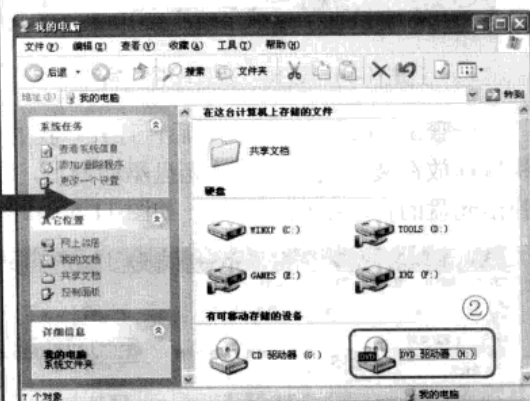 我的电脑
文件(F) 编辑(E) 查看(V) 收藏(A) 工具(T) 帮助(H)
后退 搜索 文件夹
地址(D) 我的电脑 转到
系统任务
查看系统信息
添加/删除程序
更改一个设置
其它位置
网上邻居
我的文档
共享文档
控制面板
详细信息
我的电脑
系统文件夹
在这台计算机上存储的文件
共享文档
硬盘
WINXP (C:) TOOLS (D:)
GAMES (E:) XHZ (F:)
有可移动存储的设备
②
CD 驱动器 (G:) DVD 驱动器 (H:)
7 个对象 我的电脑